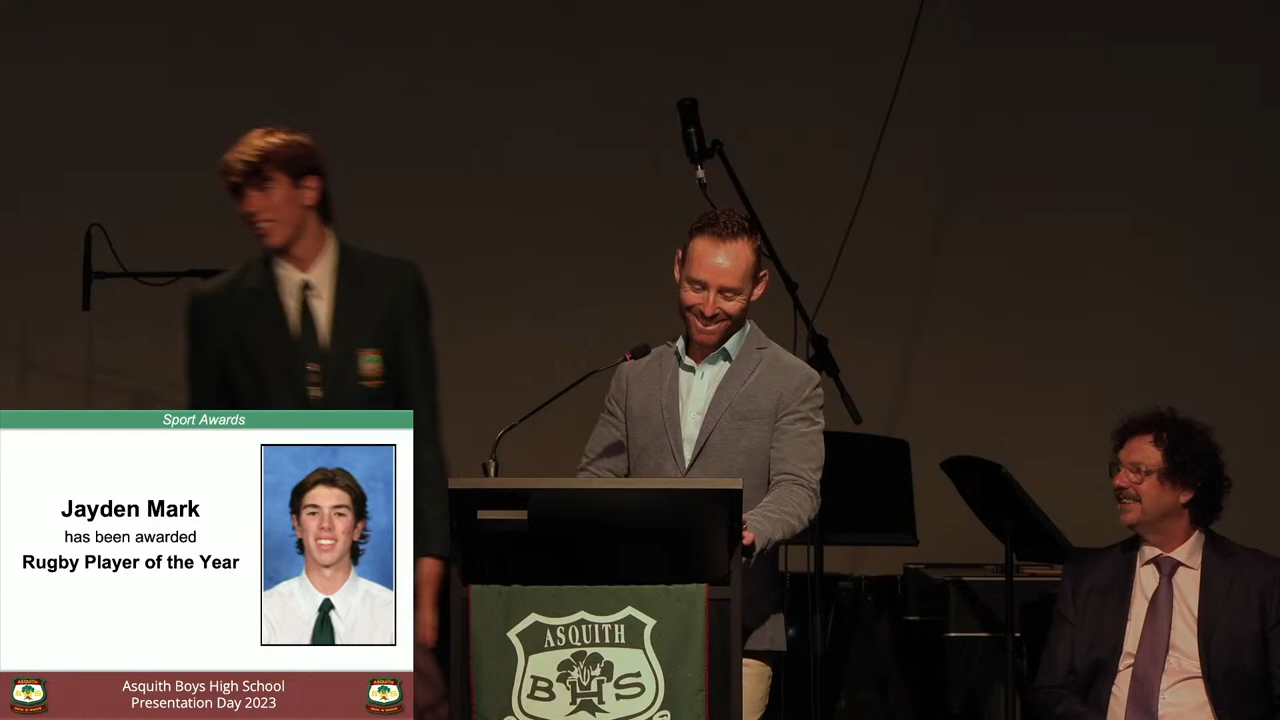 Sport Awards
Jayden Mark
has been awarded
Rugby Player of the Year
Asquith Boys High School
Presentation Day 2023
ASQUITH
BHS